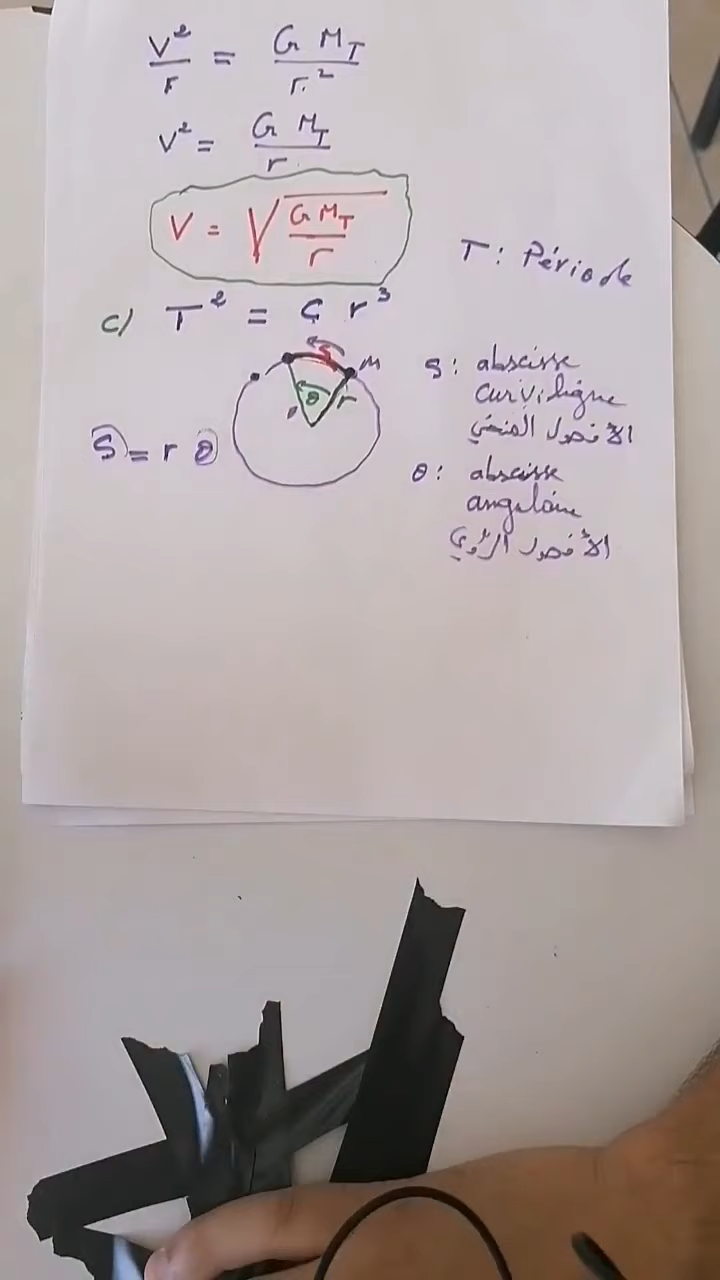 V² / r = G M_T / r²
V² = G M_T / r
V = √(G M_T / r)
T : Période
c) T² = C r³
S M
θ r
S = r θ
S : abscisse
curviligne
الأفصول المنحني
θ : abscisse
angulaire
الأفصول الزاوي